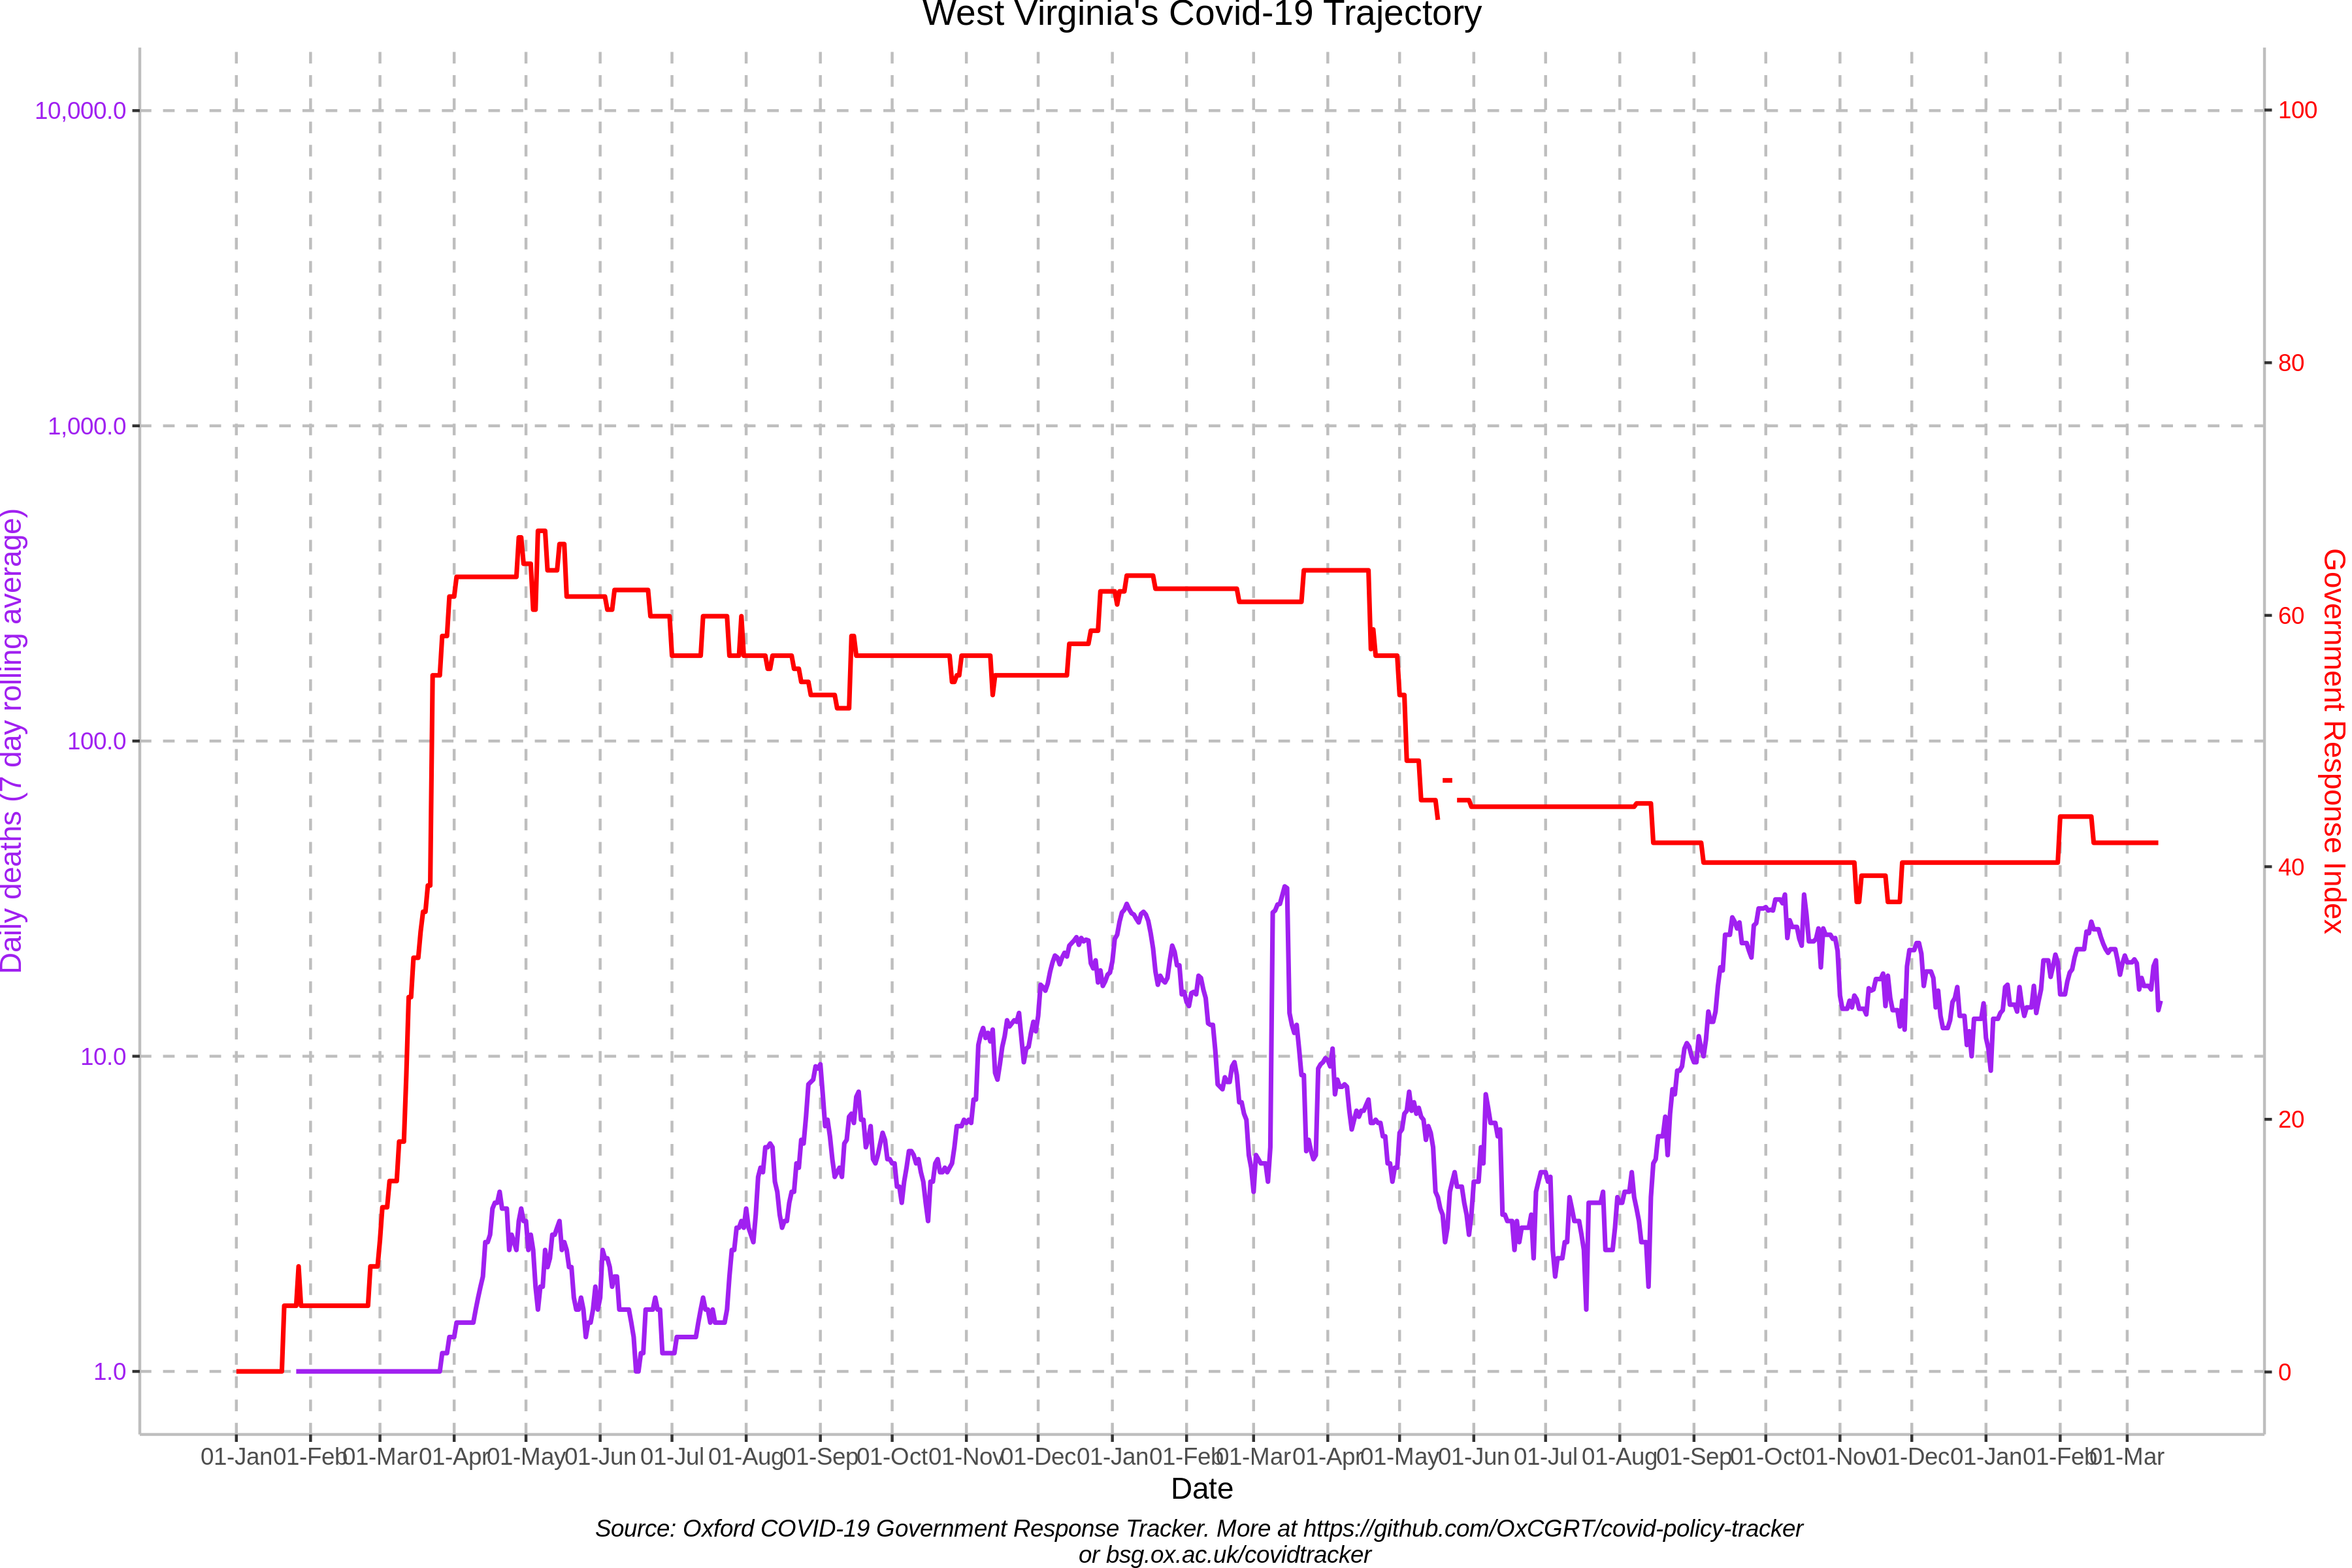 West Virginia's Covid-19 Trajectory
10,000.0
1,000.0
100.0
10.0
1.0
Daily deaths (7 day rolling average)
100
80
60
40
20
0
Government Response Index
01-Jan 01-Feb 01-Mar 01-Apr 01-May 01-Jun 01-Jul 01-Aug 01-Sep 01-Oct 01-Nov 01-Dec 01-Jan 01-Feb 01-Mar 01-Apr 01-May 01-Jun 01-Jul 01-Aug 01-Sep 01-Oct 01-Nov 01-Dec 01-Jan 01-Feb 01-Mar
Date
Source: Oxford COVID-19 Government Response Tracker. More at https://github.com/OxCGRT/covid-policy-tracker
or bsg.ox.ac.uk/covidtracker